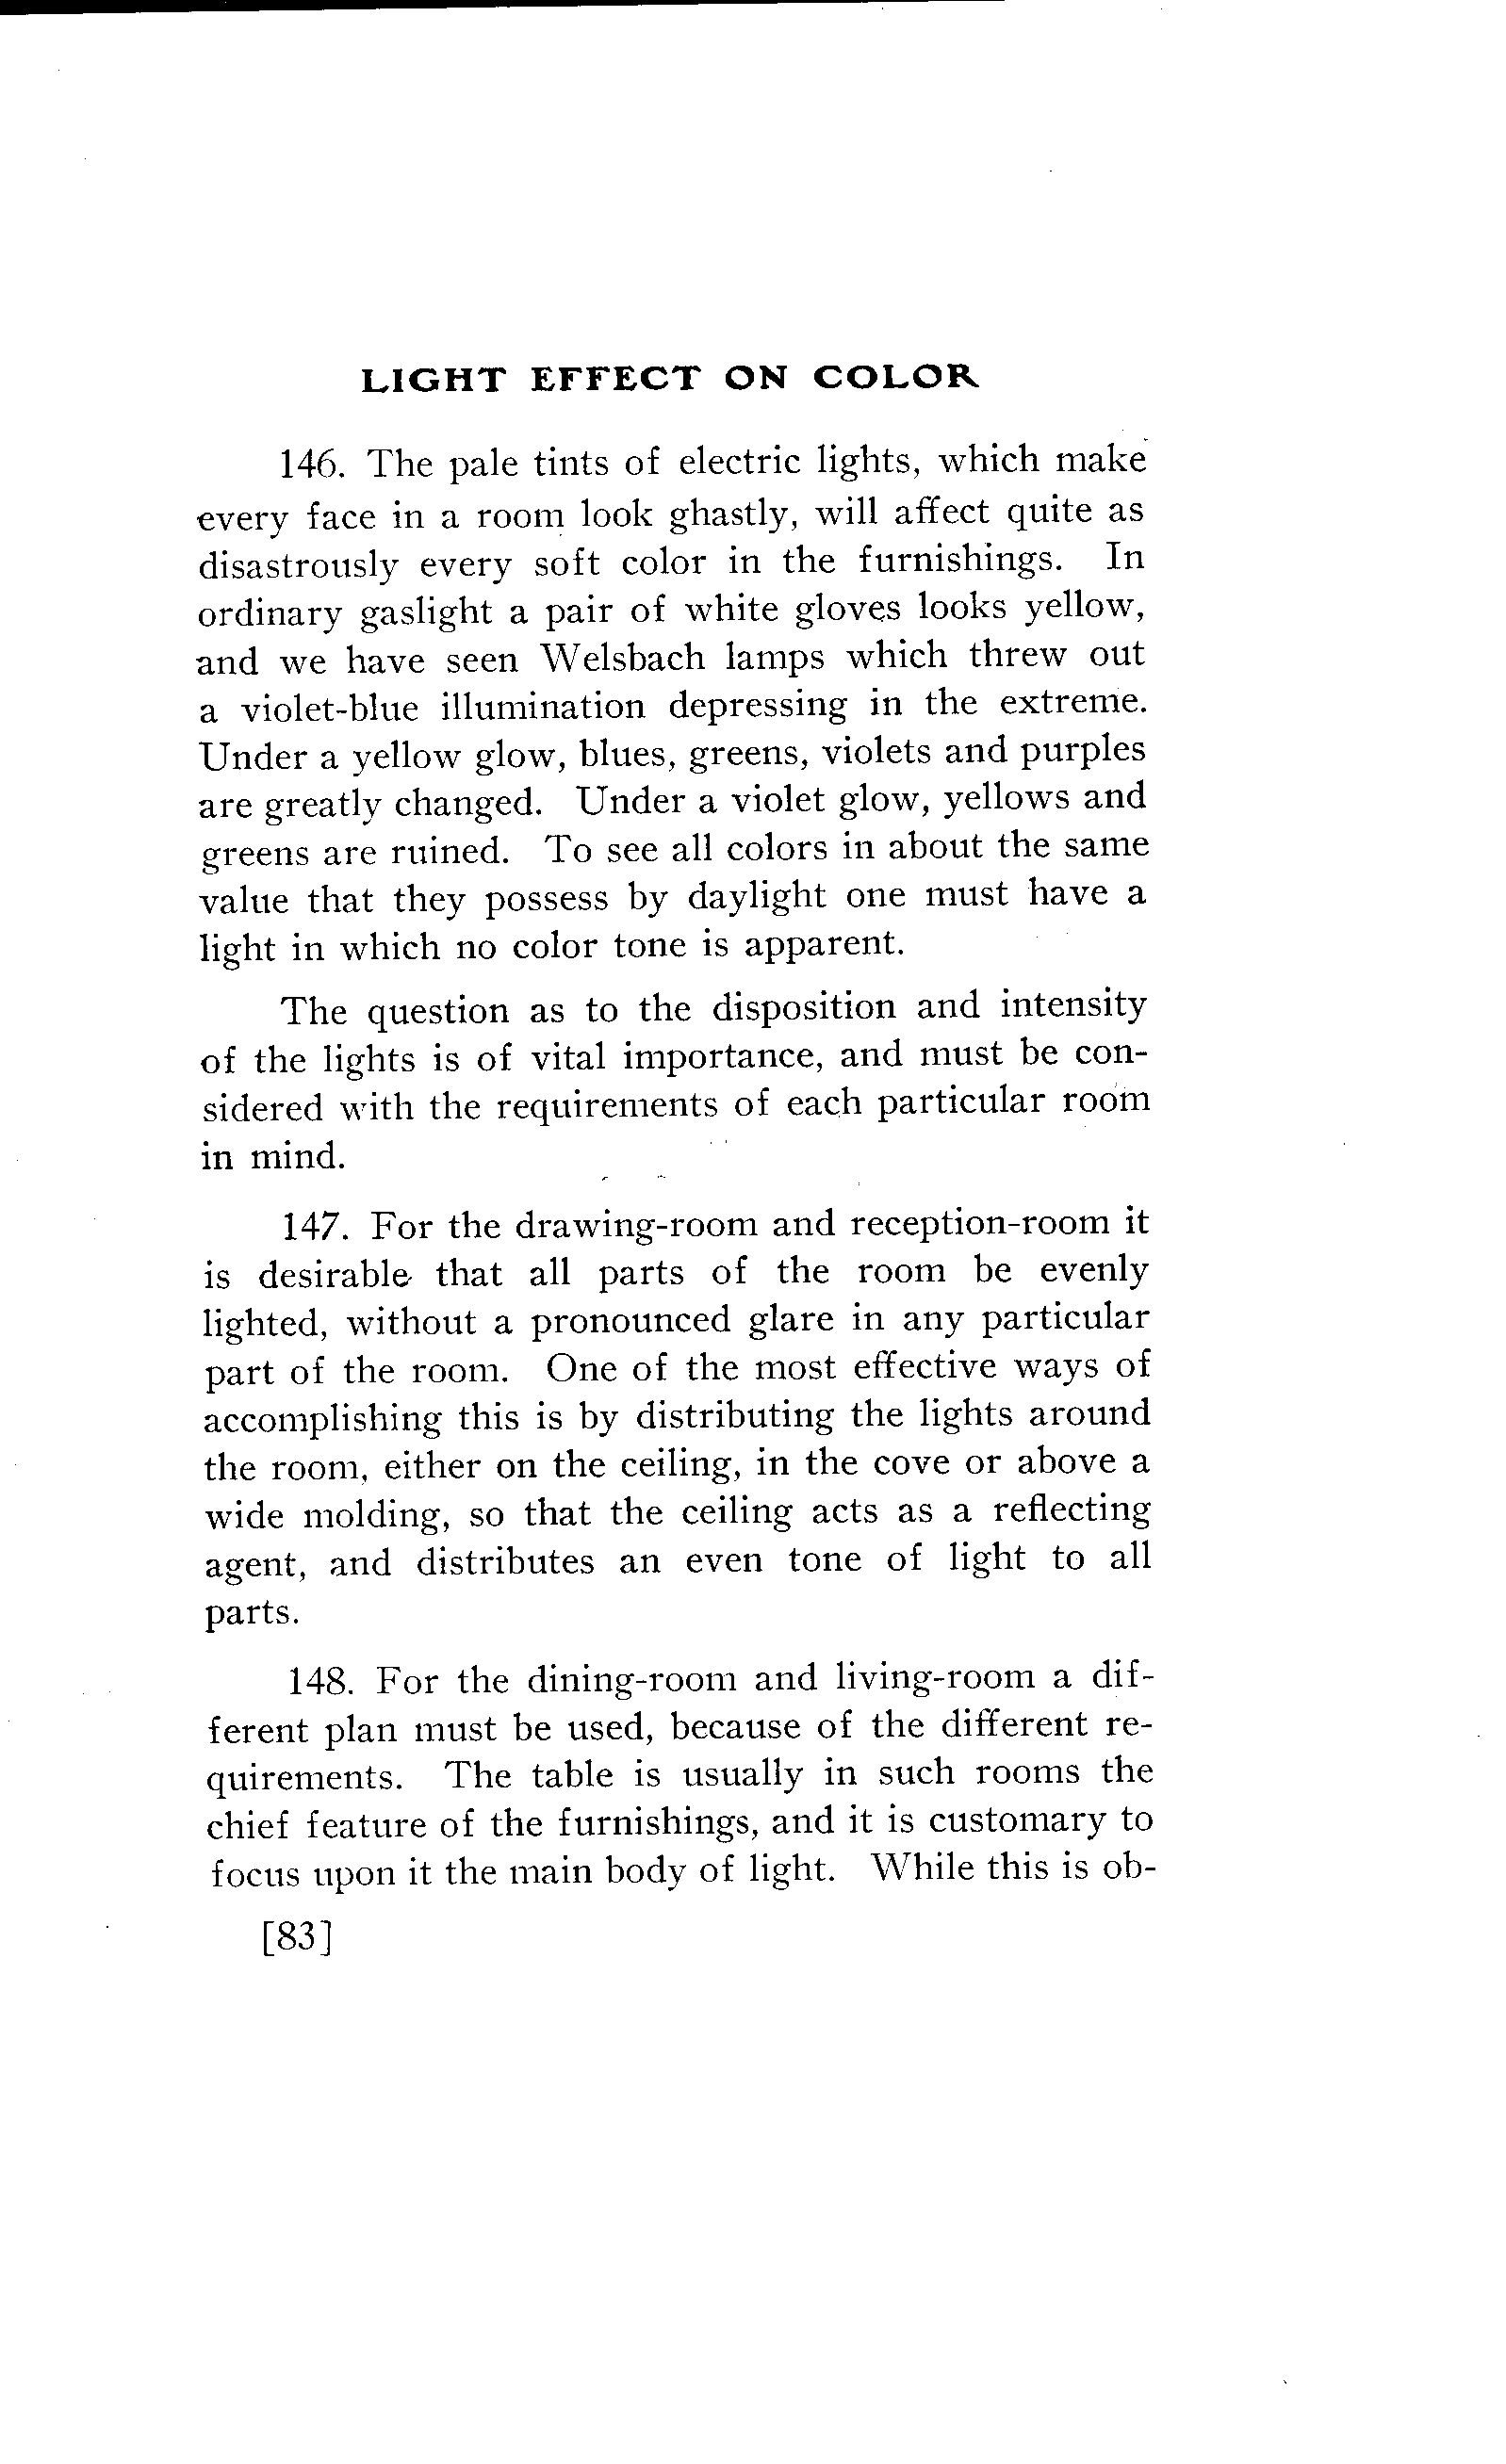 LIGHT EFFECT ON COLOR
146. The pale tints of electric lights, which make
every face in a room look ghastly, will affect quite as
disastrously every soft color in the furnishings. In
ordinary gaslight a pair of white gloves looks yellow,
and we have seen Welsbach lamps which threw out
a violet-blue illumination depressing in the extreme.
Under a yellow glow, blues, greens, violets and purples
are greatly changed. Under a violet glow, yellows and
greens are ruined. To see all colors in about the same
value that they possess by daylight one must have a
light in which no color tone is apparent.
The question as to the disposition and intensity
of the lights is of vital importance, and must be con-
sidered with the requirements of each particular room
in mind.
147. For the drawing-room and reception-room it
is desirable that all parts of the room be evenly
lighted, without a pronounced glare in any particular
part of the room. One of the most effective ways of
accomplishing this is by distributing the lights around
the room, either on the ceiling, in the cove or above a
wide molding, so that the ceiling acts as a reflecting
agent, and distributes an even tone of light to all
parts.
148. For the dining-room and living-room a dif-
ferent plan must be used, because of the different re-
quirements. The table is usually in such rooms the
chief feature of the furnishings, and it is customary to
focus upon it the main body of light. While this is ob-
[83]